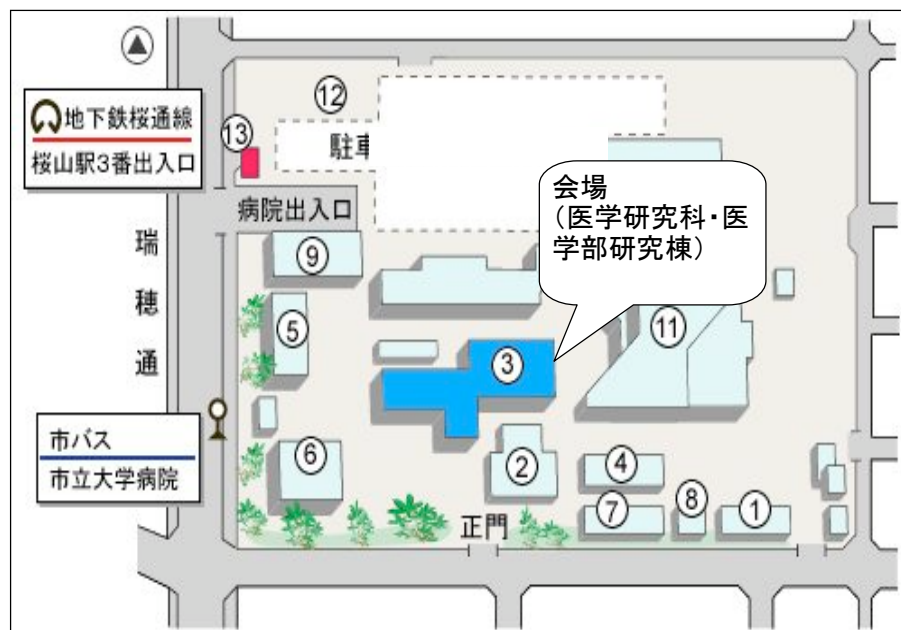 ⑫
地下鉄桜通線
桜山駅3番出入口
⑬
駐車
会場
(医学研究科・医
学部研究棟)
病院出入口
⑨
瑞穂通
⑤
⑪
③
市バス
市立大学病院
⑥
②
④
⑦
⑧
①
正門